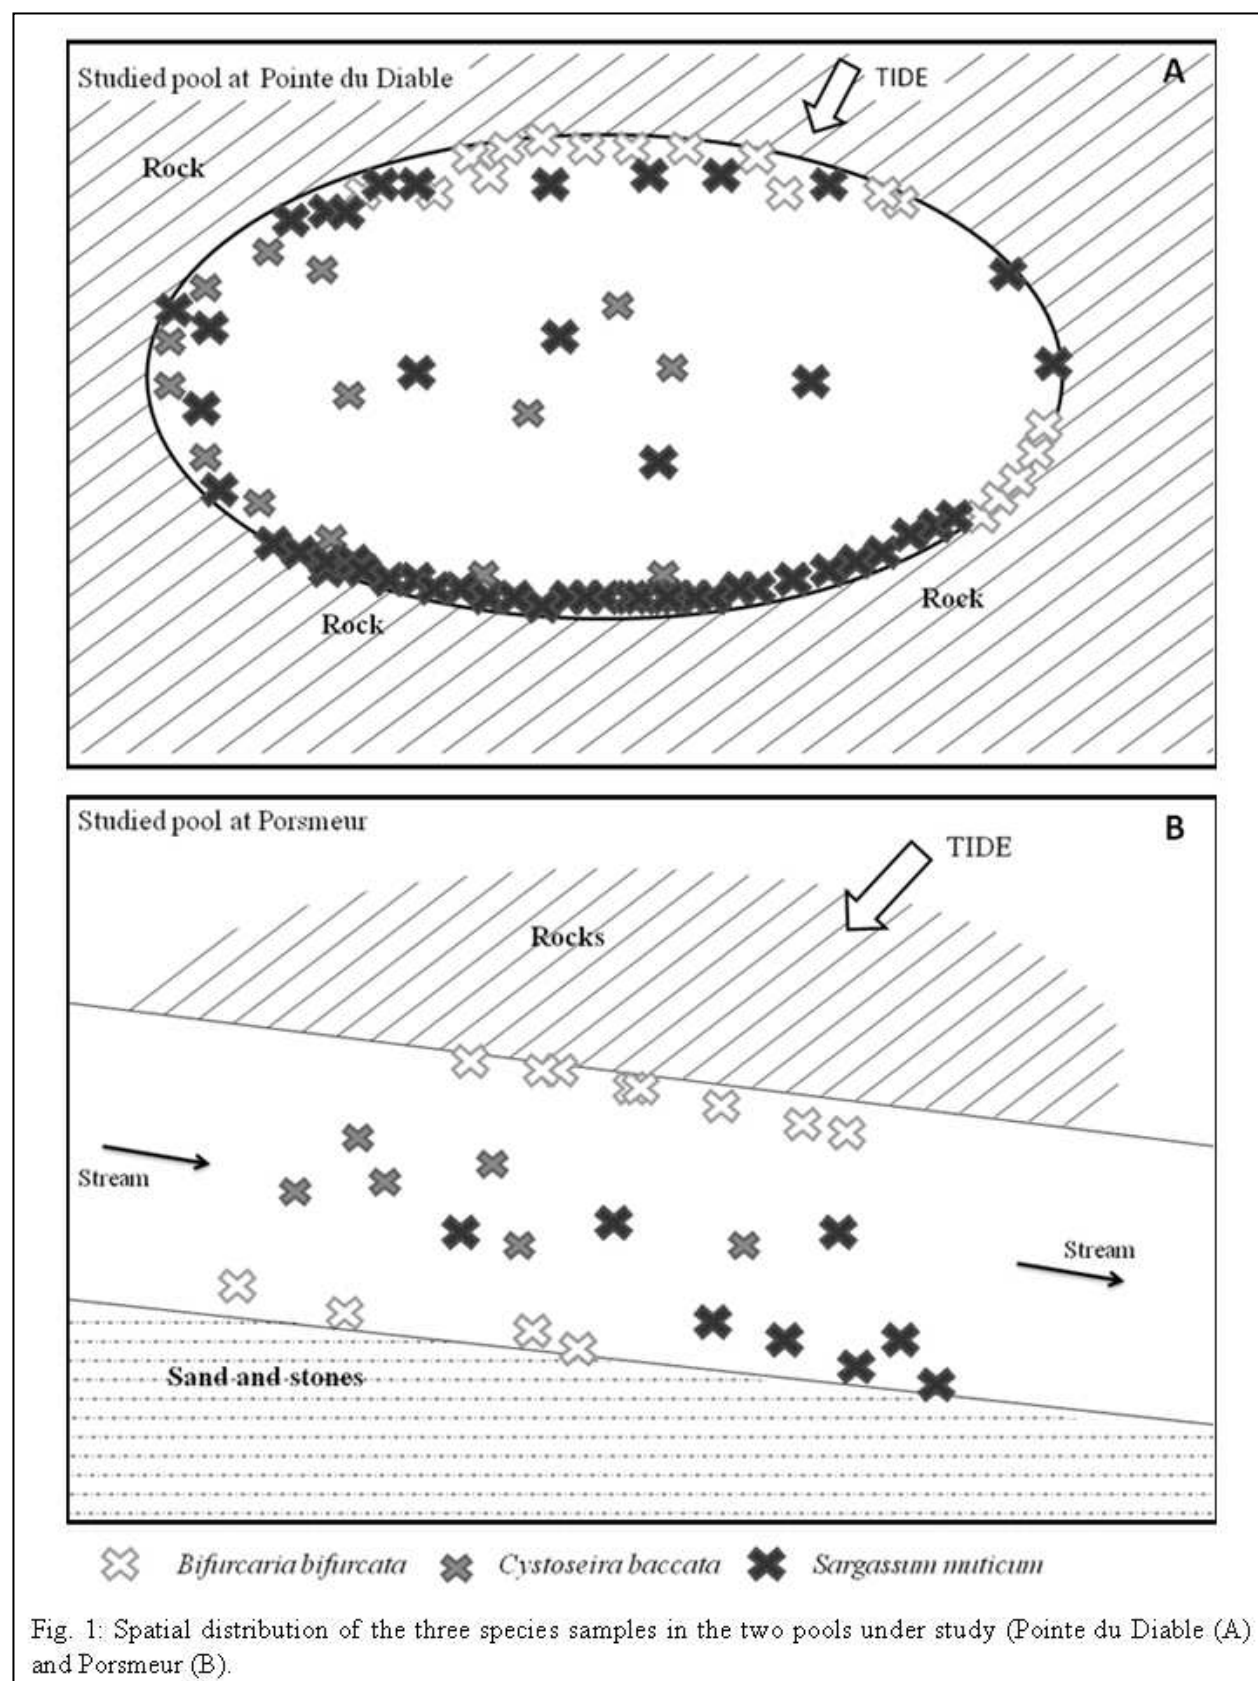 Studied pool at Pointe du Diable
TIDE
A
Rock
Rock
Rock
Studied pool at Porsmeur
B
TIDE
Rocks
Stream
Stream
Sand and stones
Bifurcaria bifurcata
Cystoseira baccata
Sargassum muticum
Fig. 1: Spatial distribution of the three species samples in the two pools under study (Pointe du Diable (A)
and Porsmeur (B).